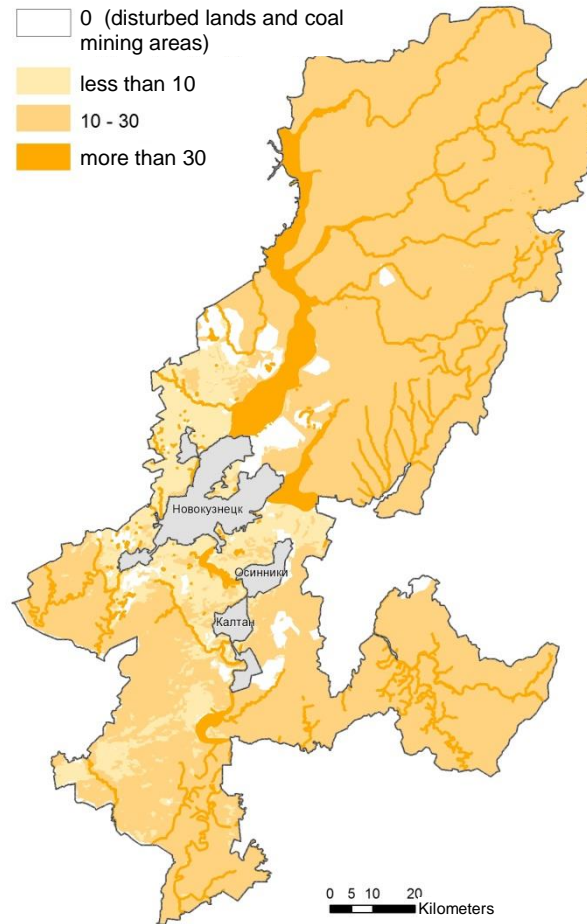 0 (disturbed lands and coal
mining areas)
less than 10
10 - 30
more than 30
Новокузнецк
Осинники
Калтан
0 5 10 20
Kilometers